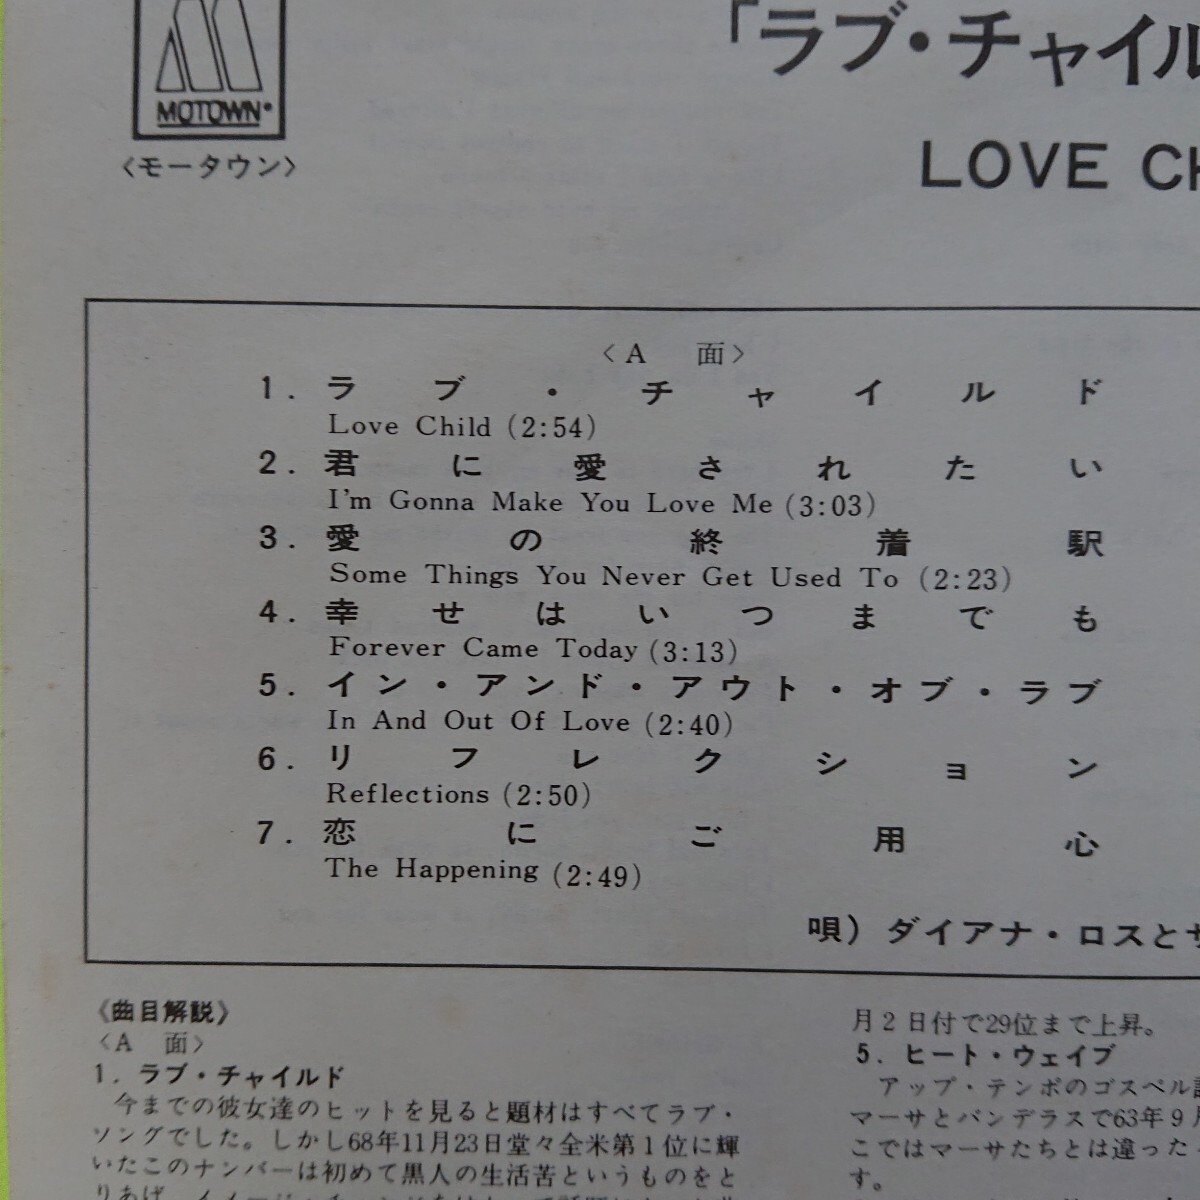 MOTOWN
〈モータウン〉
「ラブ・チャイル
LOVE CH
〈A 面〉
1. ラブ・チャイルド
Love Child (2:54)
2. 君に愛されたい
I'm Gonna Make You Love Me (3:03)
3. 愛の終着駅
Some Things You Never Get Used To (2:23)
4. 幸せはいつまでも
Forever Came Today (3:13)
5. イン・アンド・アウト・オブ・ラブ
In And Out Of Love (2:40)
6. リフレクション
Reflections (2:50)
7. 恋にご用心
The Happening (2:49)
唄）ダイアナ・ロスとサ
《曲目解説》
〈A 面〉
1. ラブ・チャイルド
今までの彼女達のヒットを見ると題材はすべてラブ・
ソングでした。しかし68年11月23日堂々全米第1位に輝
いたこのナンバーは初めて黒人の生活苦というものをと
りあげ、
月2日付で29位まで上昇。
5. ヒート・ウェイブ
アップ・テンポのゴスペル
マーサとバンデラスで63年9月
こではマーサたちとは違った
す。